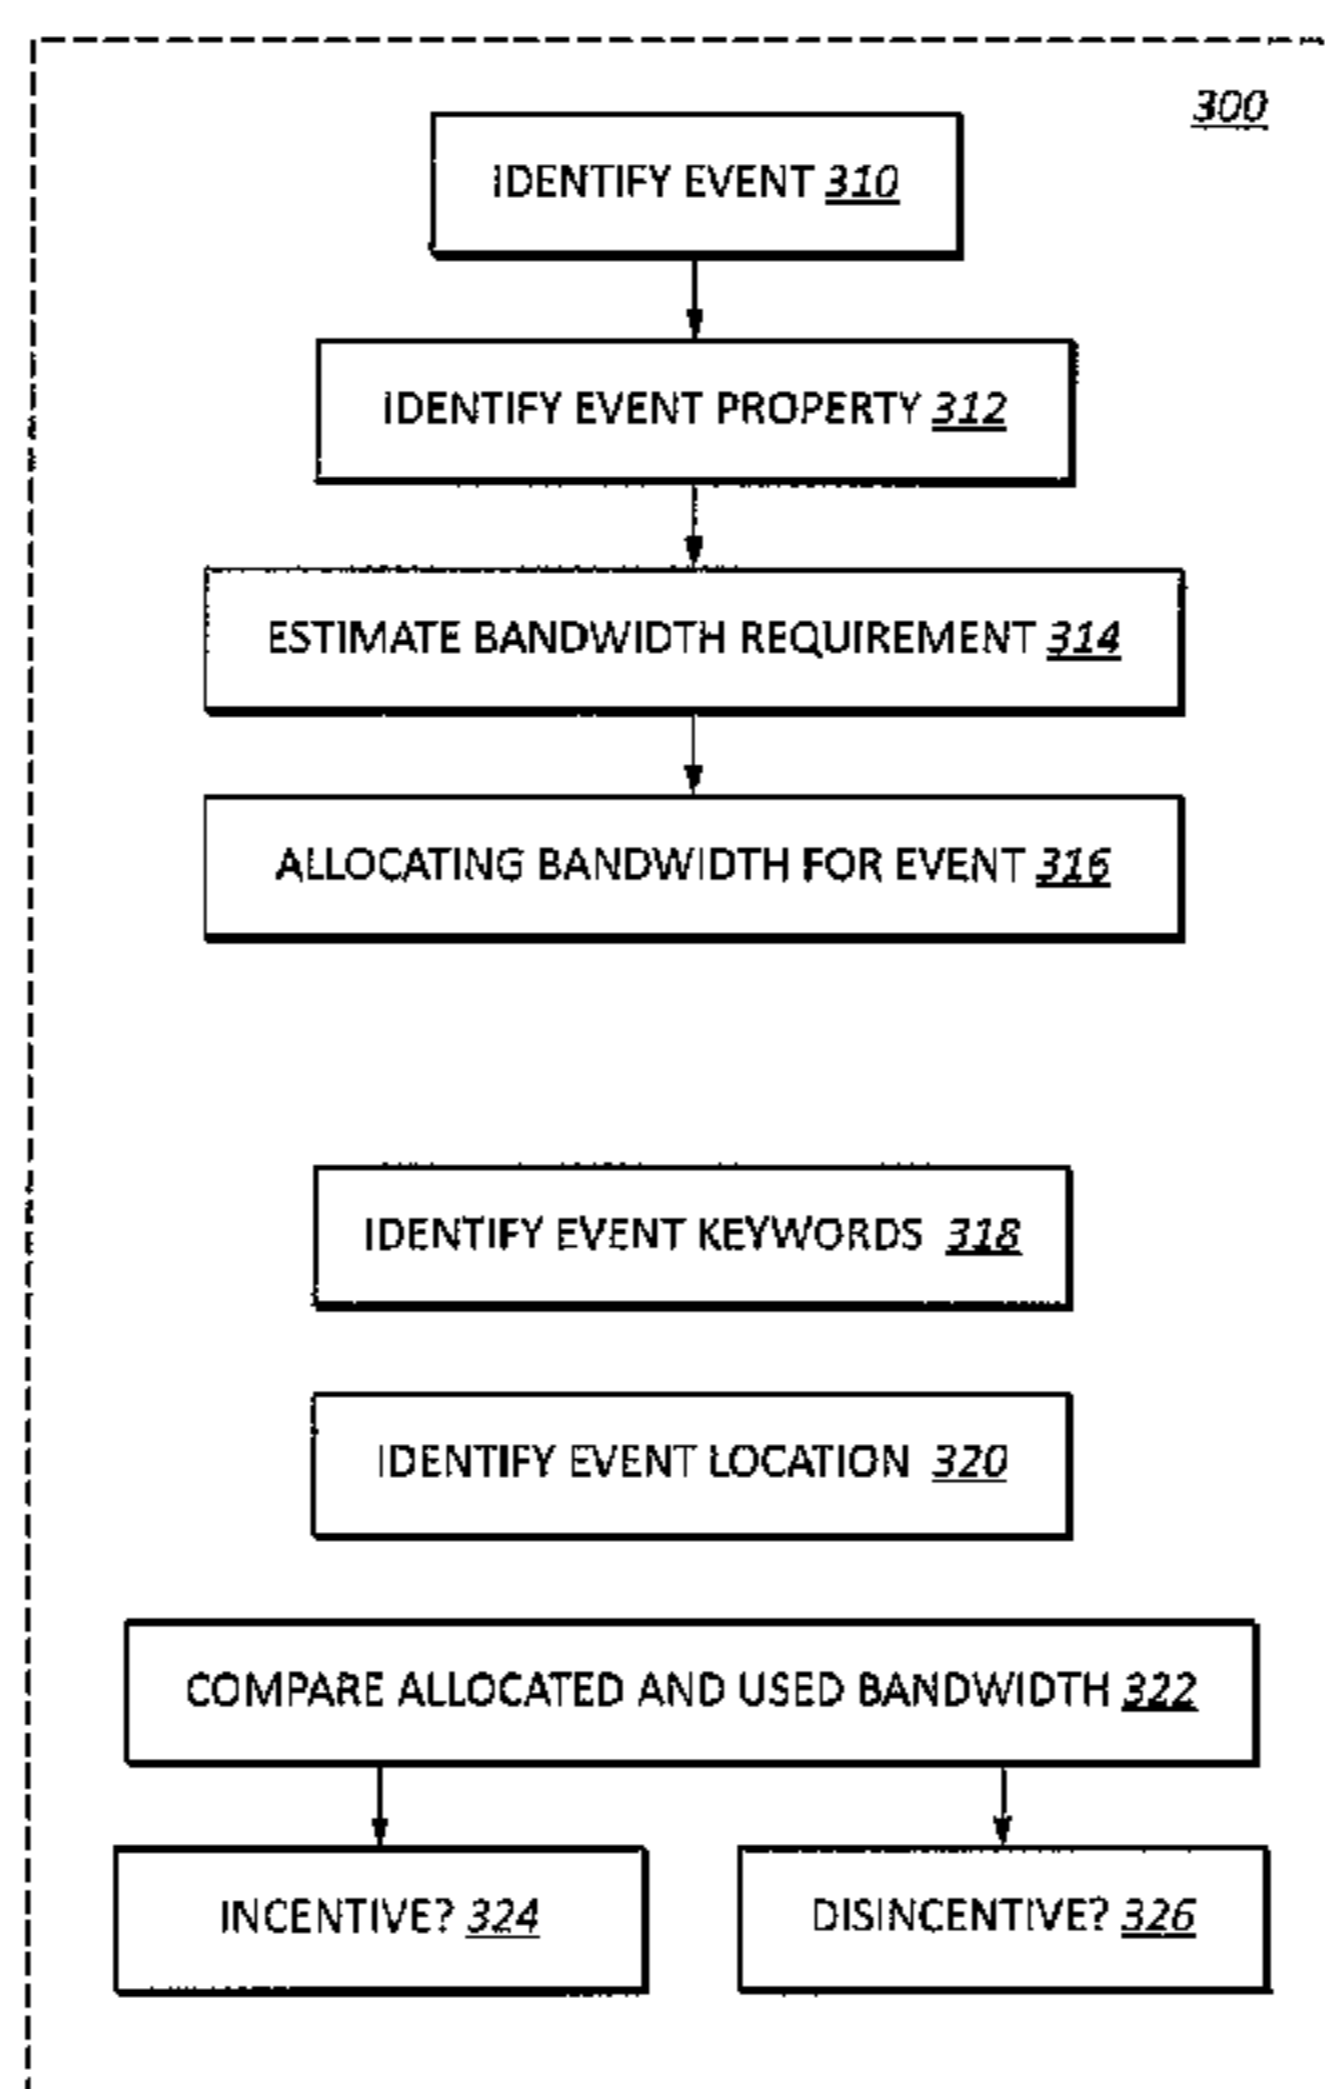 300
IDENTIFY EVENT 310
IDENTIFY EVENT PROPERTY 312
ESTIMATE BANDWIDTH REQUIREMENT 314
ALLOCATING BANDWIDTH FOR EVENT 316
IDENTIFY EVENT KEYWORDS 318
IDENTIFY EVENT LOCATION 320
COMPARE ALLOCATED AND USED BANDWIDTH 322
INCENTIVE? 324
DISINCENTIVE? 326